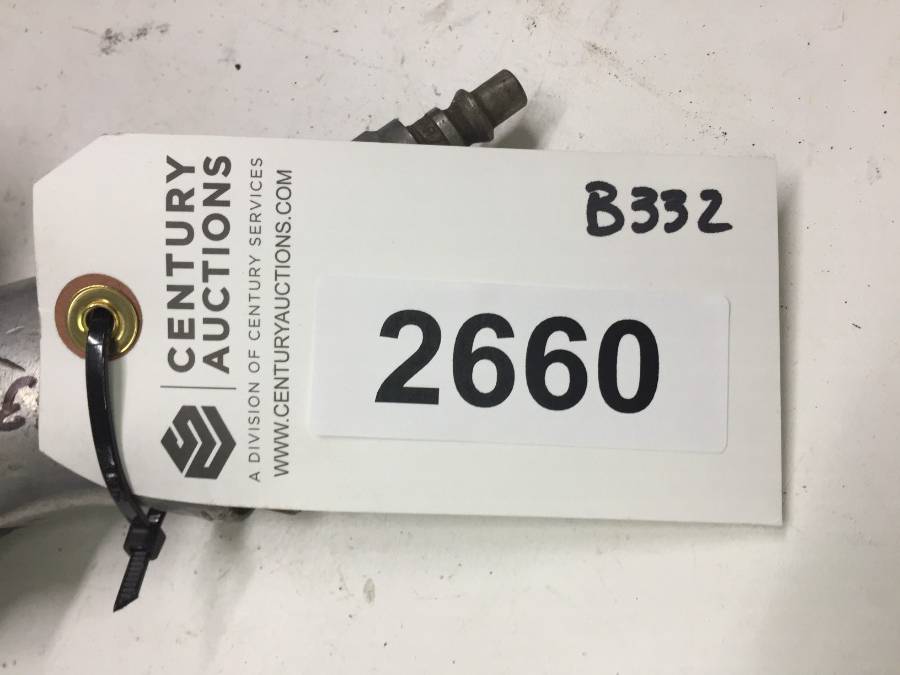 CENTURY
AUCTIONS
A DIVISION OF CENTURY SERVICES
WWW.CENTURYAUCTIONS.COM
B332
2660